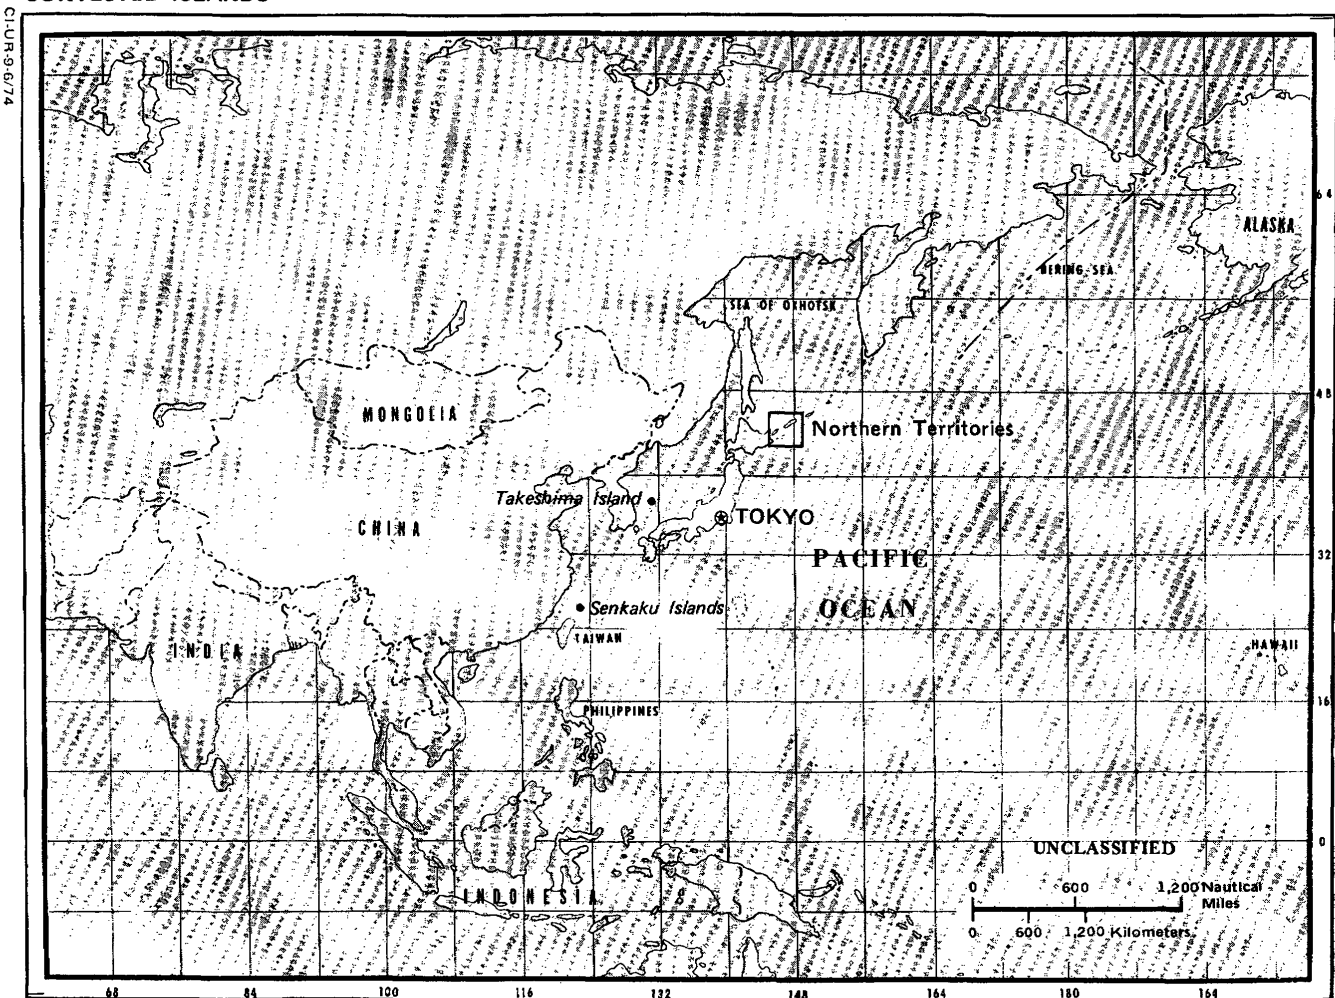 CI-UR-9-6/74
64
ALASKA
BERING SEA
SEA OF OKHOTSK
48
MONGOLIA
Northern Territories
Takeshima Island
TOKYO
CHINA
PACIFIC
32
OCEAN
Senkaku Islands
TAIWAN
INDIA
HAWAII
PHILIPPINES
16
UNCLASSIFIED
0
0 600 1,200 Nautical
Miles
INDONESIA
0 600 1,200 Kilometers
68 84 100 116 132 148 164 180 164